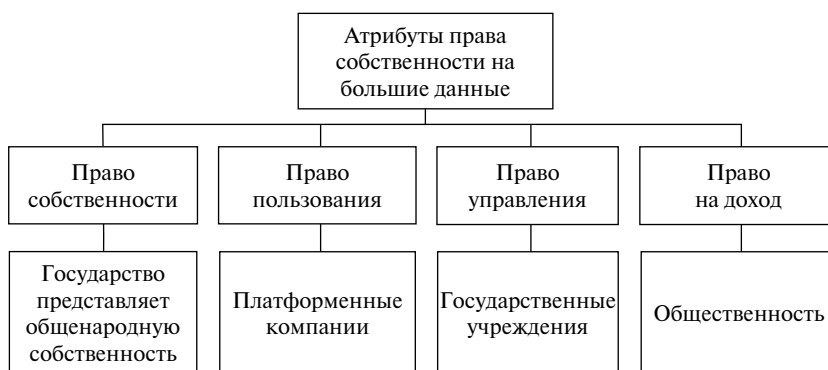 Атрибуты права
собственности на
большие данные
Право
собственности
Право
пользования
Право
управления
Право
на доход
Государство
представляет
общенародную
собственность
Платформенные
компании
Государственные
учреждения
Общественность